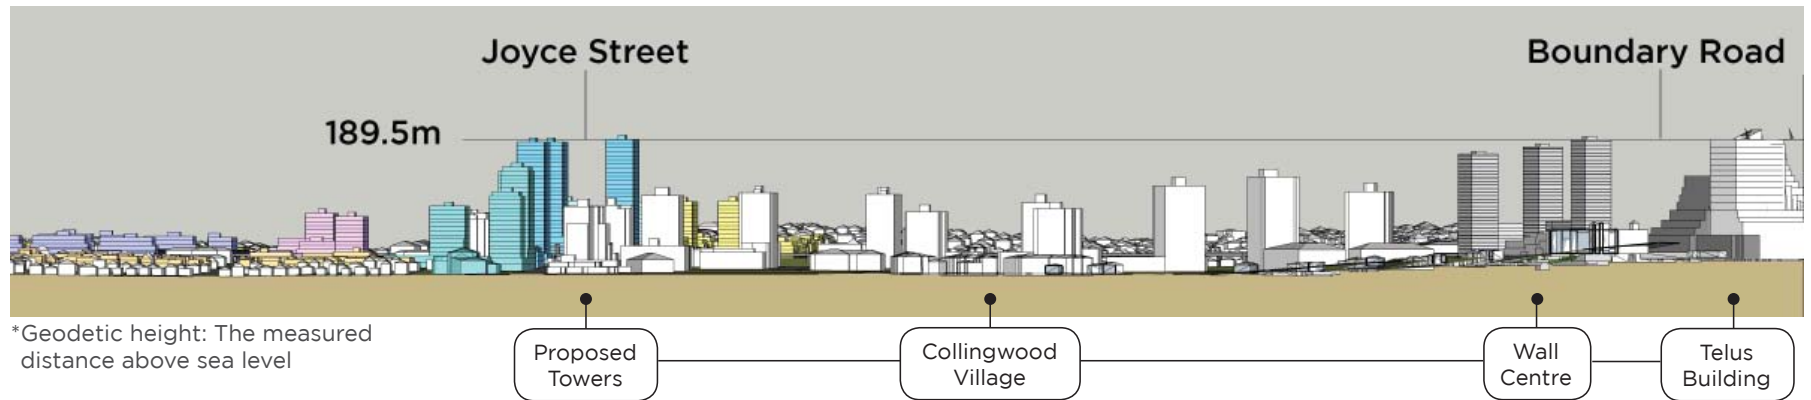 Joyce Street
Boundary Road
189.5m
*Geodetic height: The measured
distance above sea level
Proposed
Towers
Collingwood
Village
Wall
Centre
Telus
Building